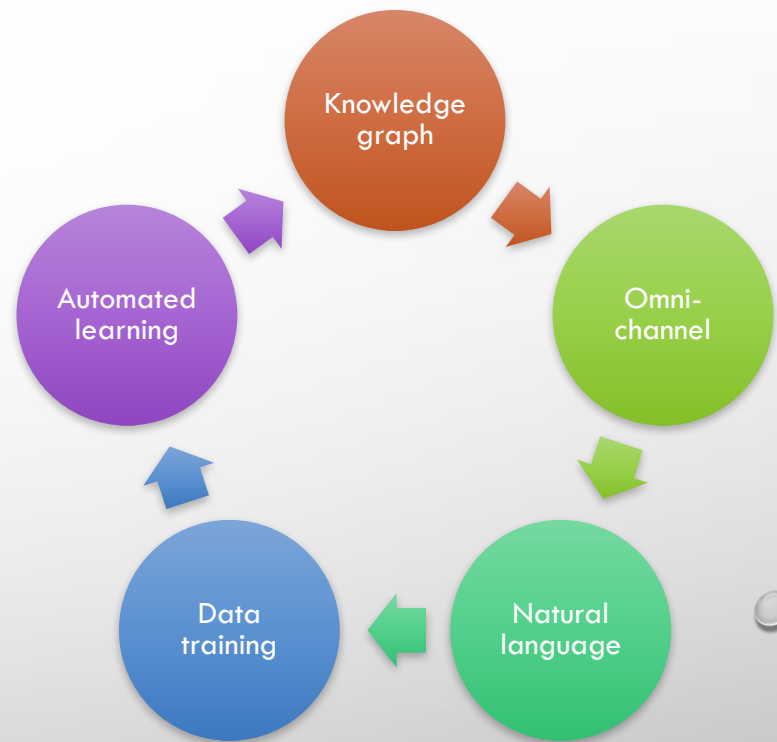 Knowledge
graph
Omni-
channel
Natural
language
Data
training
Automated
learning